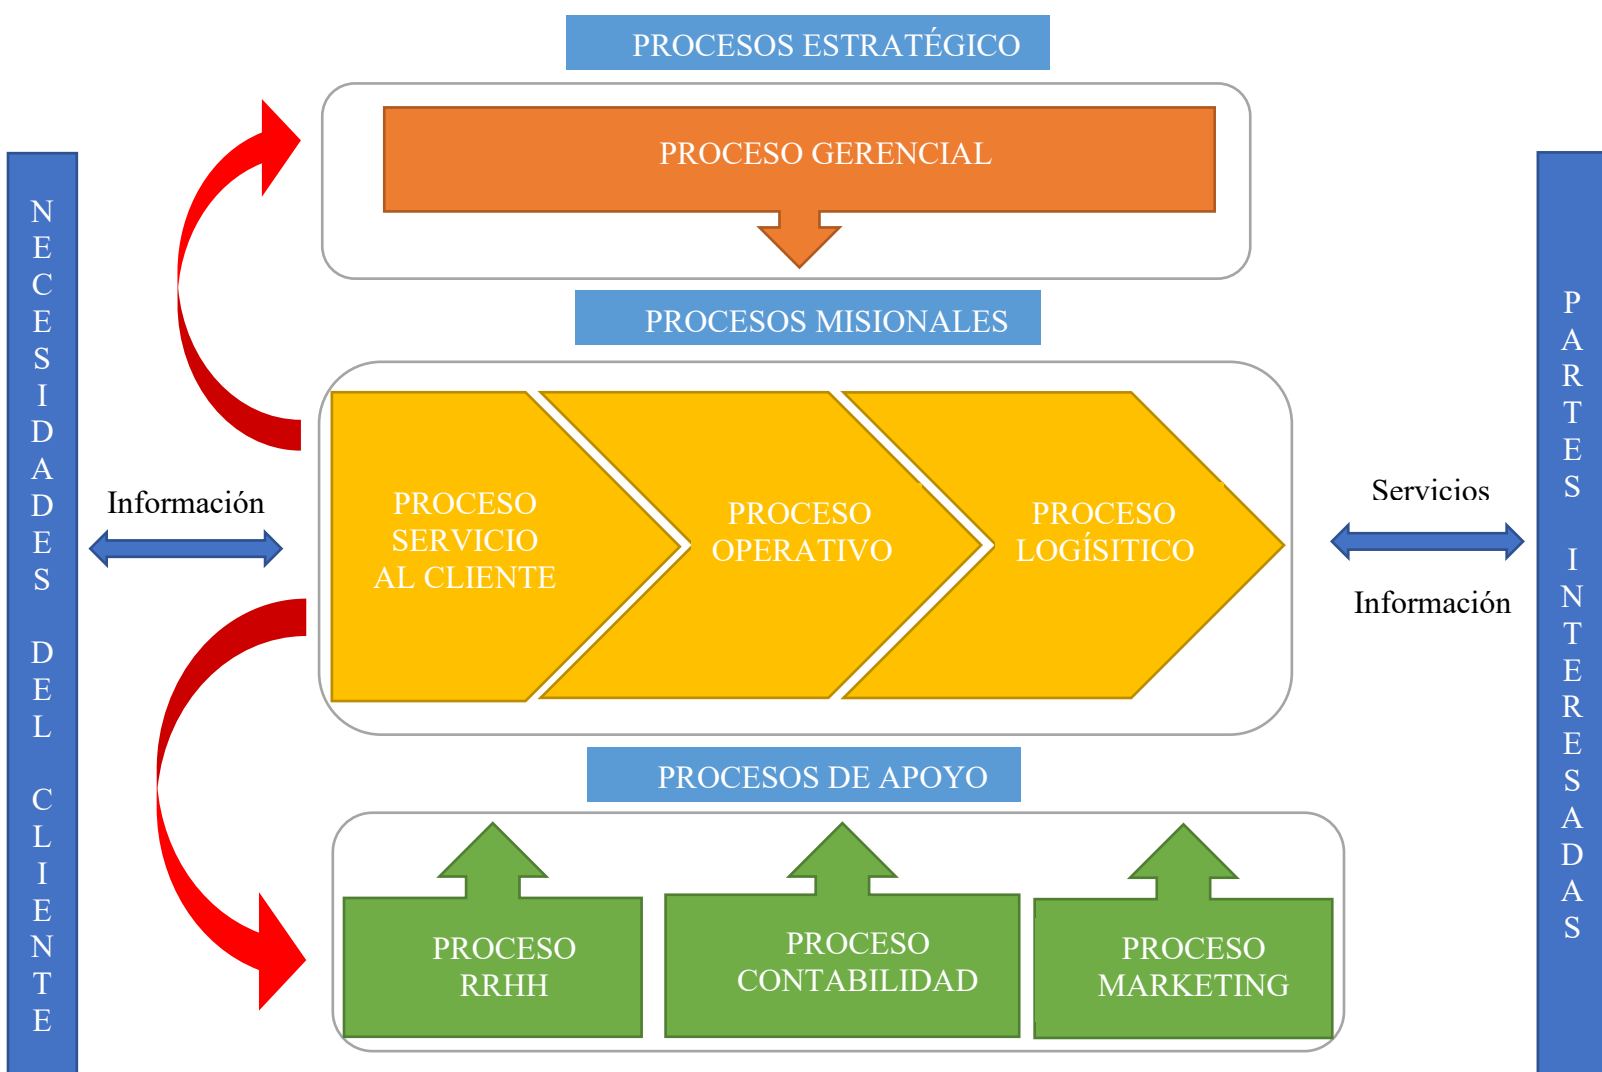 PROCESOS ESTRATÉGICO
PROCESO GERENCIAL
NECESIDADES DEL CLIENTE
PROCESOS MISIONALES
Información
PROCESO
SERVICIO
AL CLIENTE
PROCESO
OPERATIVO
PROCESO
LOGÍSITICO
Servicios
Información
PARTES INTERESADAS
PROCESOS DE APOYO
PROCESO
RRHH
PROCESO
CONTABILIDAD
PROCESO
MARKETING